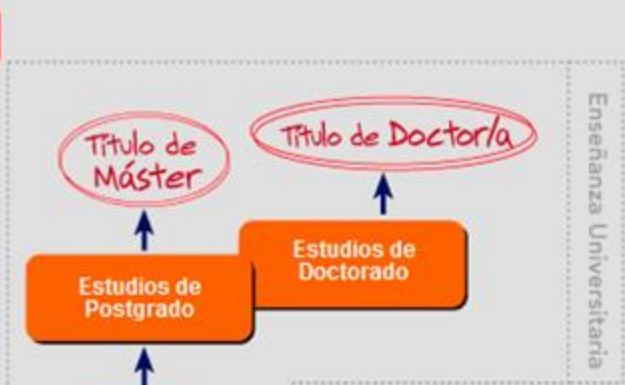 Título de
Máster
Título de Doctor/a
Estudios de
Doctorado
Estudios de
Postgrado
Enseñanza Universitaria